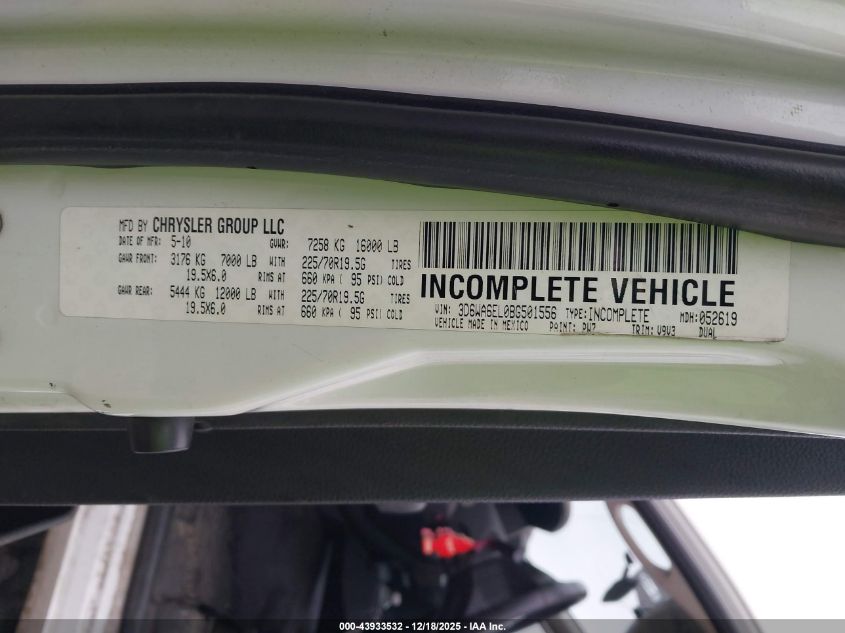 MFD BY CHRYSLER GROUP LLC
DATE OF MFR: 5-10 GVWR: 7258 KG 16000 LB
GAWR FRONT: 3176 KG 7000 LB WITH 225/70R19.5G TIRES
19.5X6.0 RIMS AT 660 KPA ( 95 PSI) COLD
GAWR REAR: 5444 KG 12000 LB WITH 225/70R19.5G TIRES
19.5X6.0 RIMS AT 660 KPA ( 95 PSI) COLD
INCOMPLETE VEHICLE
VIN: 3D6WA6EL0BG501556 TYPE: INCOMPLETE MDH: 052619
VEHICLE MADE IN MEXICO PAINT: PW7 TRIM: V9V3 DUAL
000-43933532 - 12/18/2025 - IAA Inc.